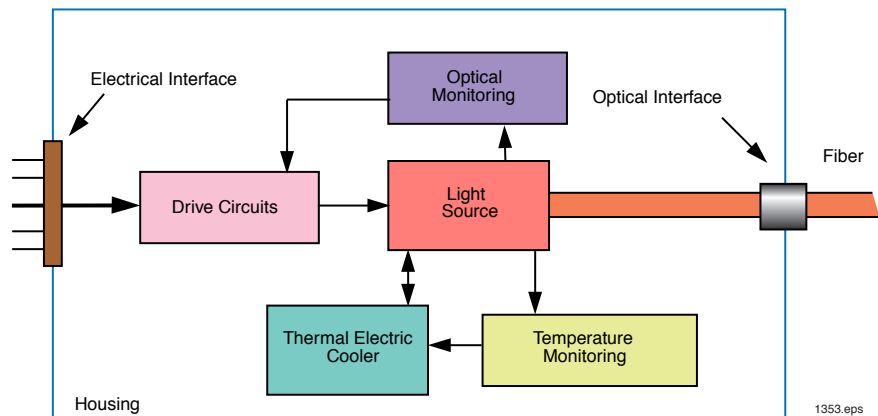 Electrical Interface
Optical
Monitoring
Optical Interface
Fiber
Drive Circuits
Light
Source
Thermal Electric
Cooler
Temperature
Monitoring
Housing
1353.eps